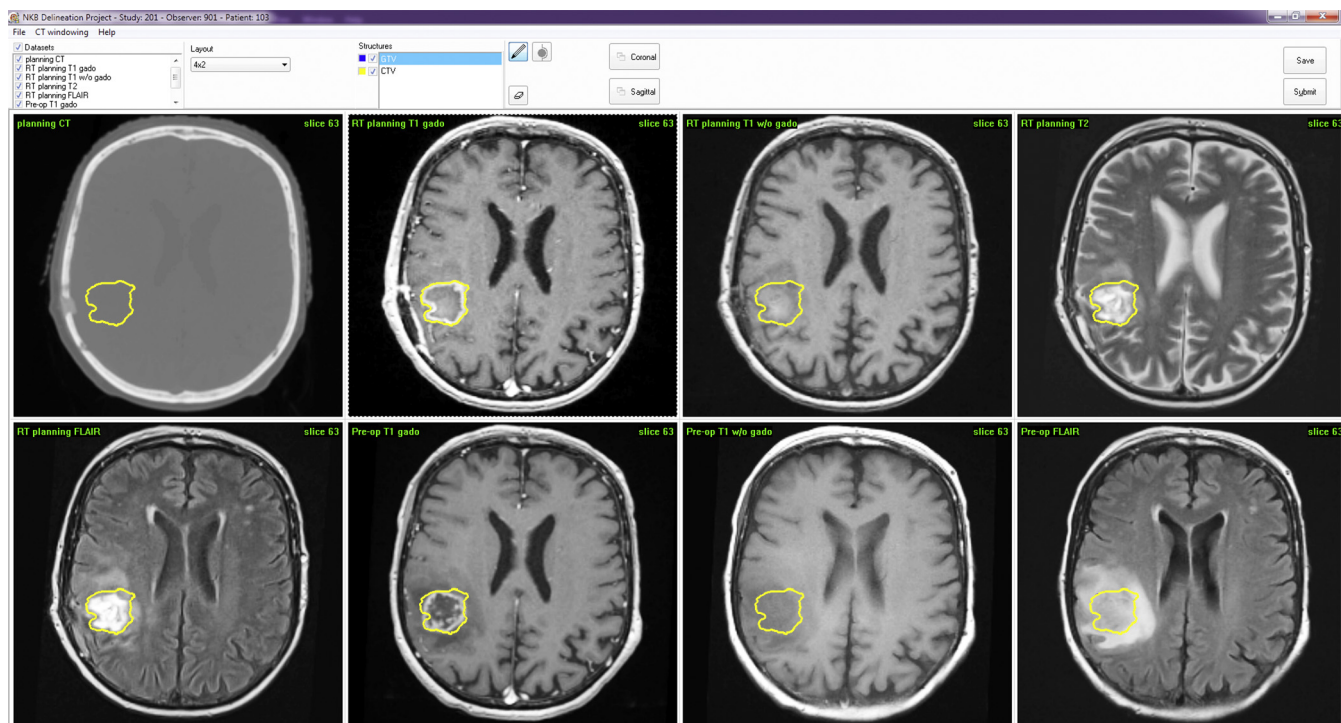 NKB Delineation Project - Study: 201 - Observer: 901 - Patient: 103
File CT windowing Help
Datasets
planning CT
RT planning T1 gado
RT planning T1 w/o gado
RT planning T2
RT planning FLAIR
Pre-op T1 gado
Layout
4x2
Structures
GTV
CTV
Coronal
Sagittal
Save
Submit
planning CT slice 63
RT planning T1 gado slice 63
RT planning T1 w/o gado slice 63
RT planning T2 slice 63
RT planning FLAIR slice 63
Pre-op T1 gado slice 63
Pre-op T1 w/o gado slice 63
Pre-op FLAIR slice 63